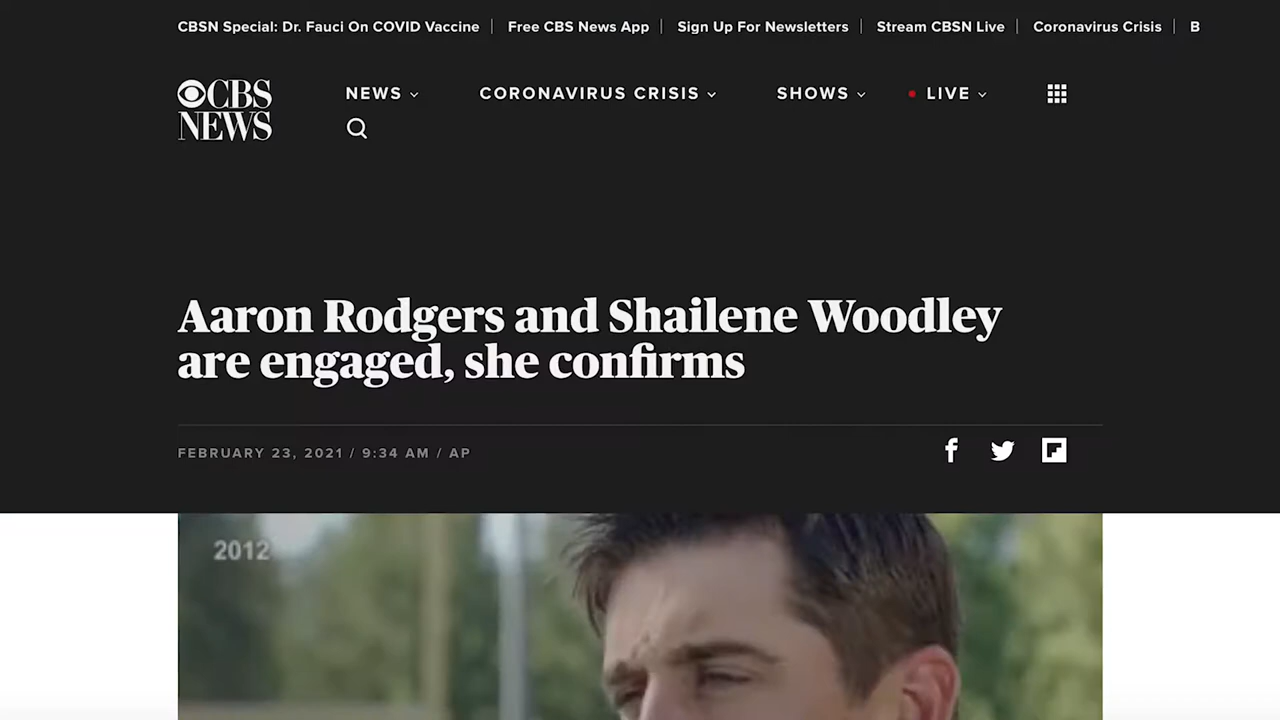 CBSN Special: Dr. Fauci On COVID Vaccine Free CBS News App Sign Up For Newsletters Stream CBSN Live Coronavirus Crisis B
CBS
NEWS
NEWS CORONAVIRUS CRISIS SHOWS LIVE
Aaron Rodgers and Shailene Woodley
are engaged, she confirms
FEBRUARY 23, 2021 / 9:34 AM / AP
2012